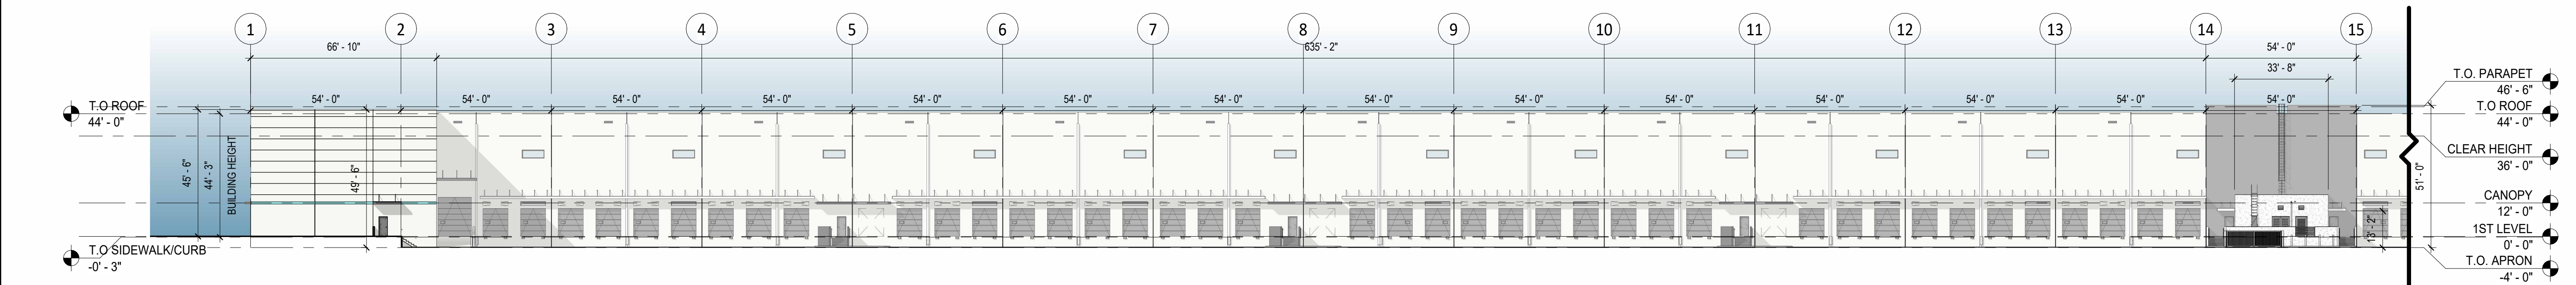 1 2 3 4 5 6 7 8 9 10 11 12 13 14 15
66' - 10" 635' - 2" 54' - 0"
33' - 8"
54' - 0" 54' - 0" 54' - 0" 54' - 0" 54' - 0" 54' - 0" 54' - 0" 54' - 0" 54' - 0" 54' - 0" 54' - 0" 54' - 0" 54' - 0" 54' - 0"
T.O ROOF
44' - 0"
45' - 6"
44' - 3"
BUILDING HEIGHT
49' - 6"
T.O SIDEWALK/CURB
-0' - 3"
T.O. PARAPET
46' - 6"
T.O ROOF
44' - 0"
CLEAR HEIGHT
36' - 0"
51' - 0"
CANOPY
12' - 0"
13' - 2"
1ST LEVEL
0' - 0"
T.O. APRON
-4' - 0"